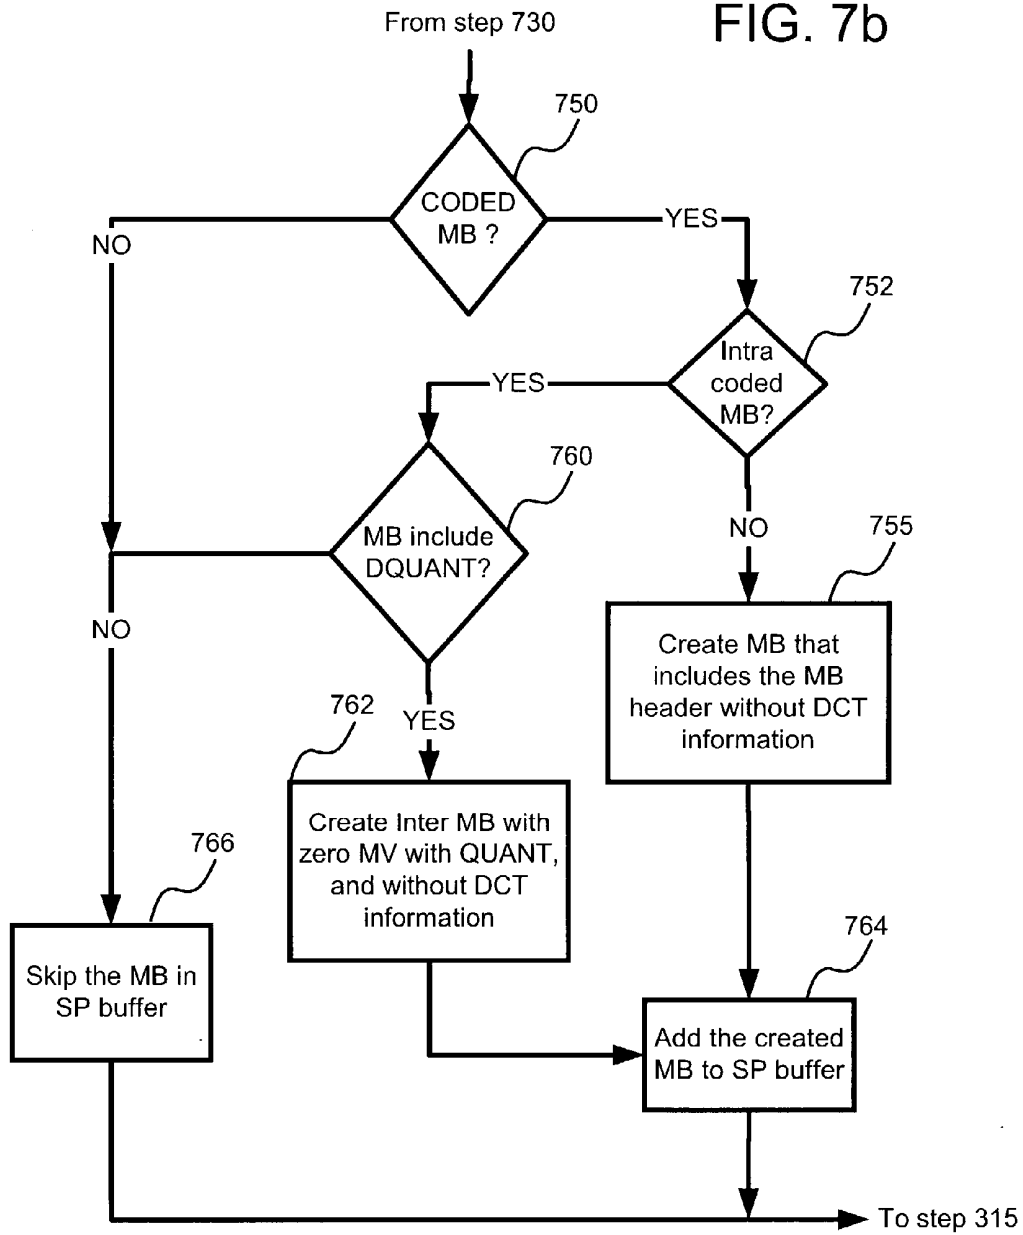 From step 730
FIG. 7b
750
CODED
MB ?
NO
YES
752
Intra
coded
MB?
YES
760
MB include
DQUANT?
NO
755
NO
Create MB that
includes the MB
header without DCT
information
762
YES
Create Inter MB with
zero MV with QUANT,
and without DCT
information
766
Skip the MB in
SP buffer
764
Add the created
MB to SP buffer
To step 315